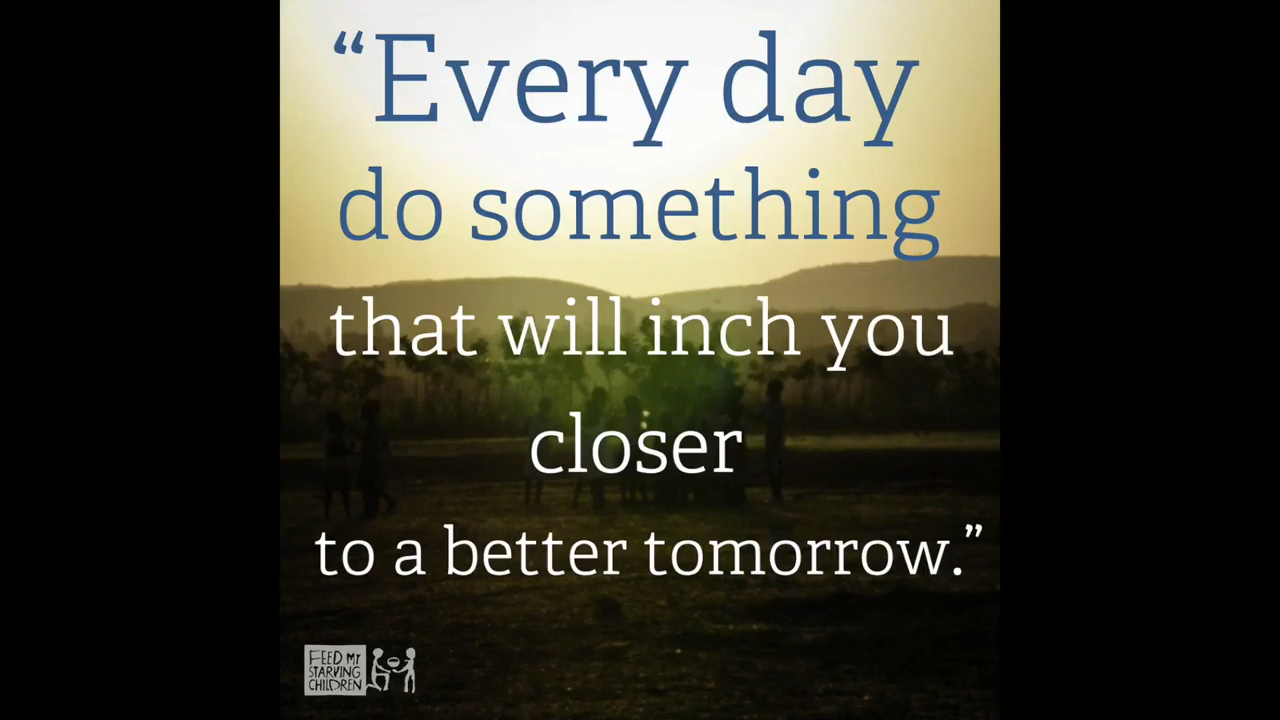 “Every day
do something
that will inch you
closer
to a better tomorrow.”
FEED MY
STARVING
CHILDREN